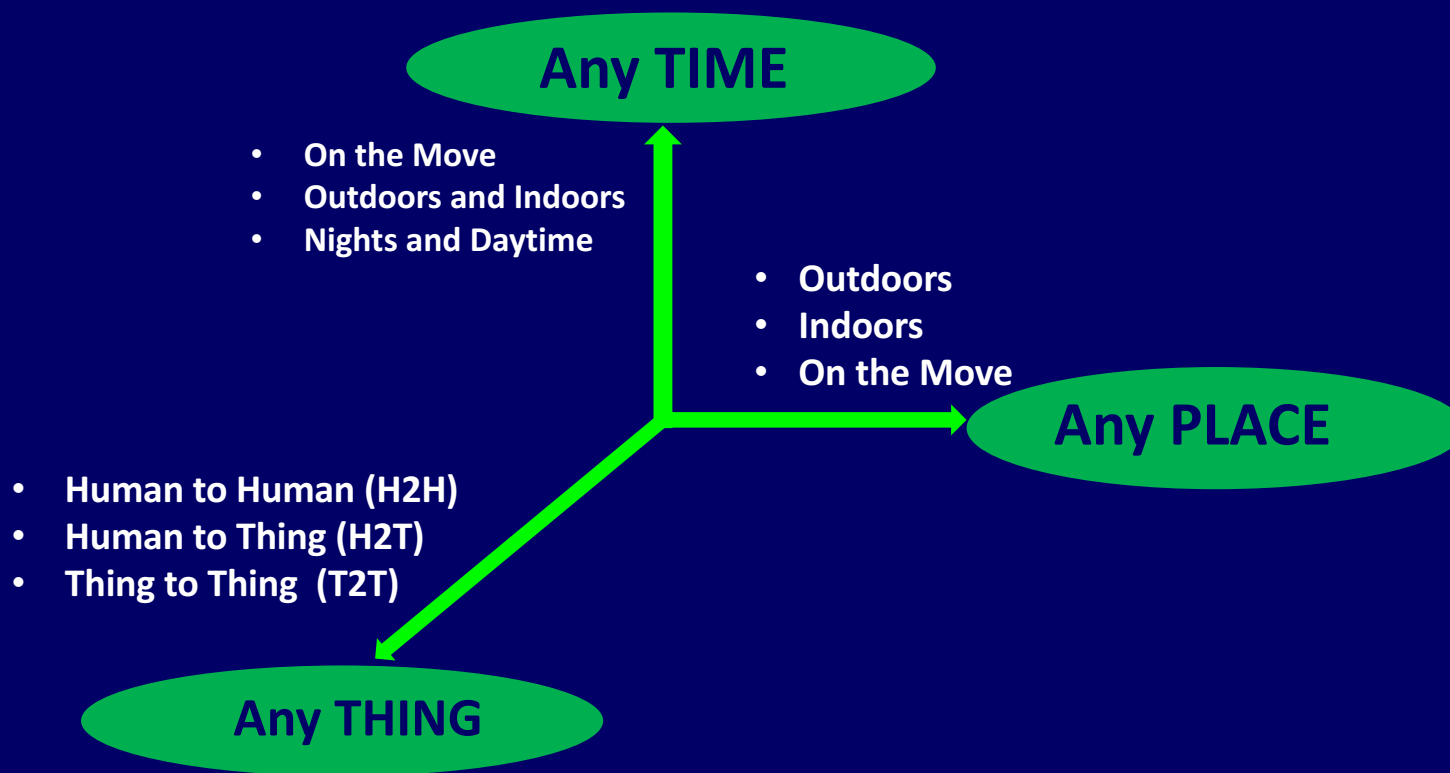 Any TIME
• On the Move
• Outdoors and Indoors
• Nights and Daytime
• Outdoors
• Indoors
• On the Move
Any PLACE
• Human to Human (H2H)
• Human to Thing (H2T)
• Thing to Thing  (T2T)
Any THING